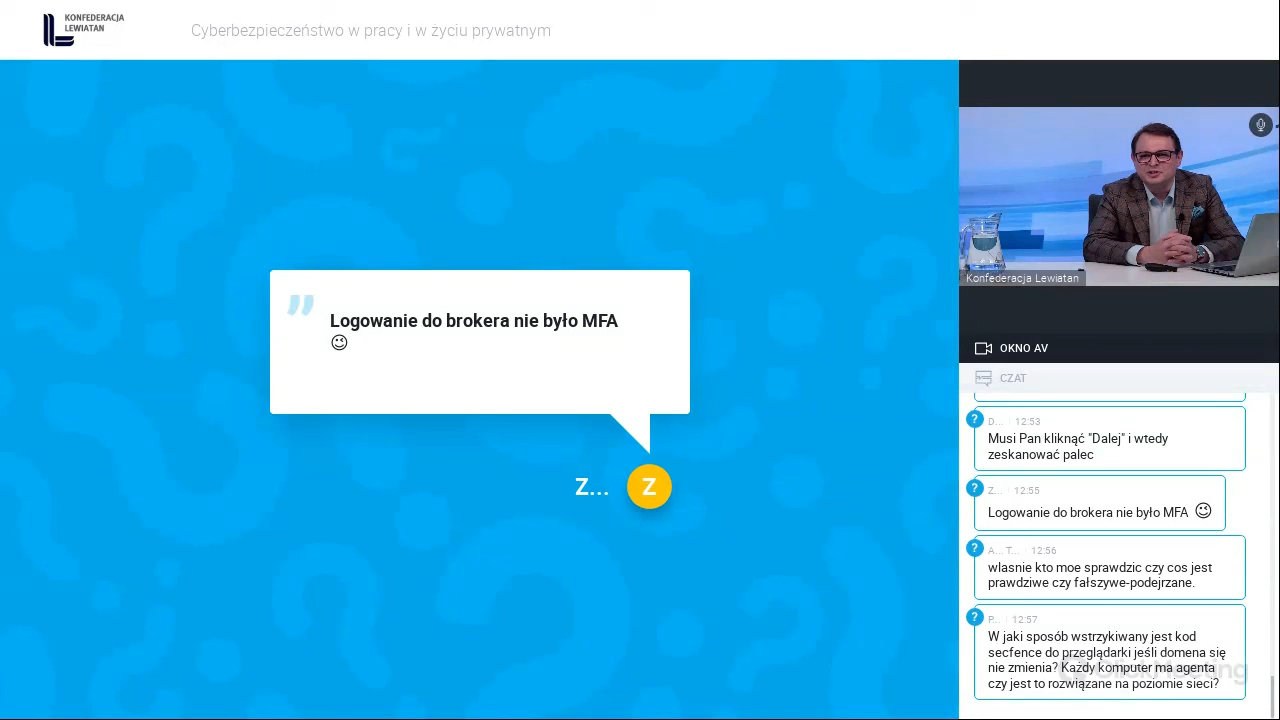 KONFEDERACJA
LEWIATAN
Cyberbezpieczeństwo w pracy i w życiu prywatnym
Logowanie do brokera nie było MFA
Z...
Z
Konfederacja Lewiatan
OKNO AV
CZAT
? D... 12:53
Musi Pan kliknąć "Dalej" i wtedy
zeskanować palec
? Z... 12:55
Logowanie do brokera nie było MFA
? A... T... 12:56
wlasnie kto moe sprawdzic czy cos jest
prawdziwe czy fałszywe-podejrzane.
? P... 12:57
W jaki sposób wstrzykiwany jest kod
secfence do przeglądarki jeśli domena się
nie zmienia? Każdy komputer ma agenta
czy jest to rozwiązane na poziomie sieci?
ClickMeeting